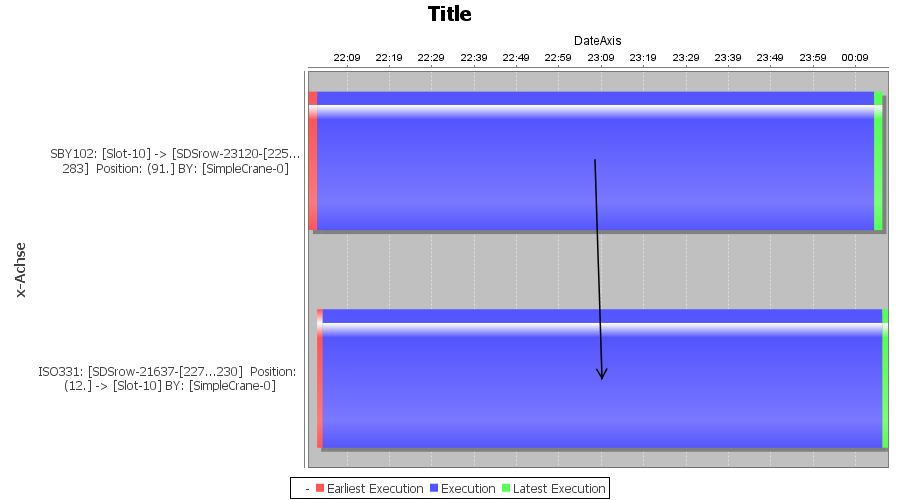 Title
DateAxis
22:09 22:19 22:29 22:39 22:49 22:59 23:09 23:19 23:29 23:39 23:49 23:59 00:09
SBY102: [Slot-10] -> [SDSrow-23120-[225...
283] Position: (91.] BY: [SimpleCrane-0]
x-Achse
ISO331: [SDSrow-21637-[227...230] Position:
(12.] -> [Slot-10] BY: [SimpleCrane-0]
- Earliest Execution Execution Latest Execution